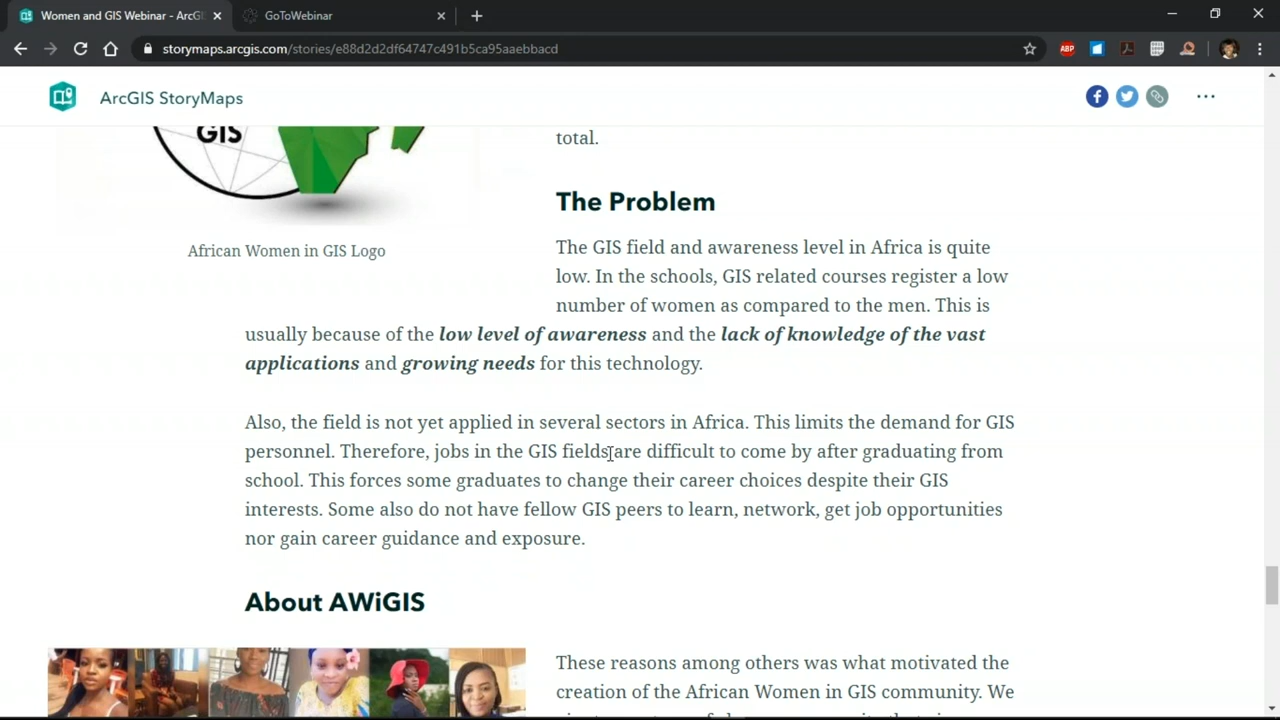 Women and GIS Webinar - ArcG
GoToWebinar
storymaps.arcgis.com/stories/e88d2d2df64747c491b5ca95aaebbacd
ABP
ArcGIS StoryMaps
GIS
total.
The Problem
African Women in GIS Logo
The GIS field and awareness level in Africa is quite
low. In the schools, GIS related courses register a low
number of women as compared to the men. This is
usually because of the low level of awareness and the lack of knowledge of the vast
applications and growing needs for this technology.
Also, the field is not yet applied in several sectors in Africa. This limits the demand for GIS
personnel. Therefore, jobs in the GIS fields are difficult to come by after graduating from
school. This forces some graduates to change their career choices despite their GIS
interests. Some also do not have fellow GIS peers to learn, network, get job opportunities
nor gain career guidance and exposure.
About AWiGIS
These reasons among others was what motivated the
creation of the African Women in GIS community. We